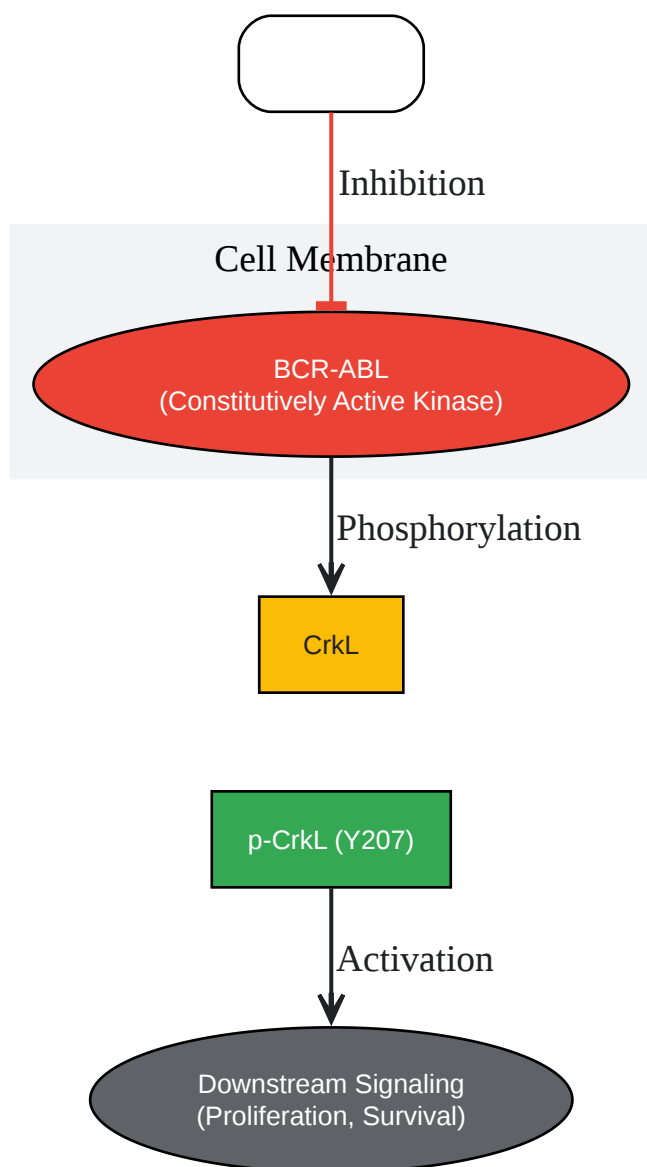 Inhibition
Cell Membrane
BCR-ABL
(Constitutively Active Kinase)
Phosphorylation
CrkL
p-CrkL (Y207)
Activation
Downstream Signaling
(Proliferation, Survival)